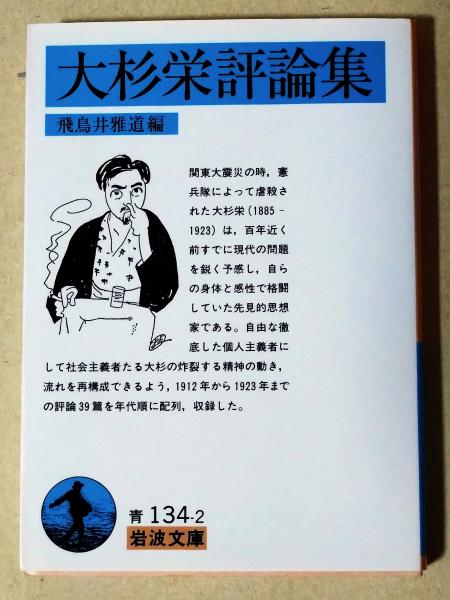 大杉栄評論集
飛鳥井雅道編
関東大震災の時，憲
兵隊によって虐殺さ
れた大杉栄（1885‐
1923）は，百年近く
前すでに現代の問題
を鋭く予感し，自ら
の身体と感性で格闘
していた先見的思想
家である。自由な徹
底した個人主義者に
して社会主義者たる大杉の炸裂する精神の動き，
流れを再構成できるよう，1912年から1923年まで
の評論39篇を年代順に配列，収録した。
青 134-2
岩波文庫